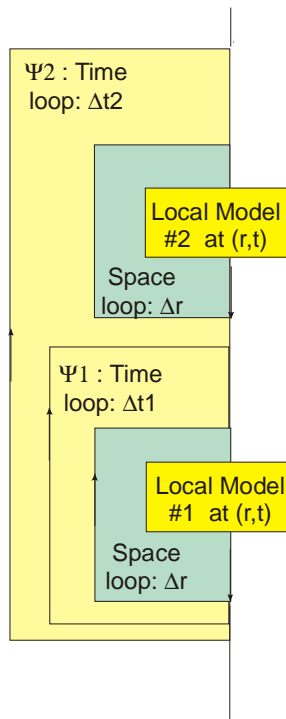 Ψ2 : Time
loop: Δt2
Local Model
#2 at (r,t)
Space
loop: Δr
Ψ1 : Time
loop: Δt1
Local Model
#1 at (r,t)
Space
loop: Δr